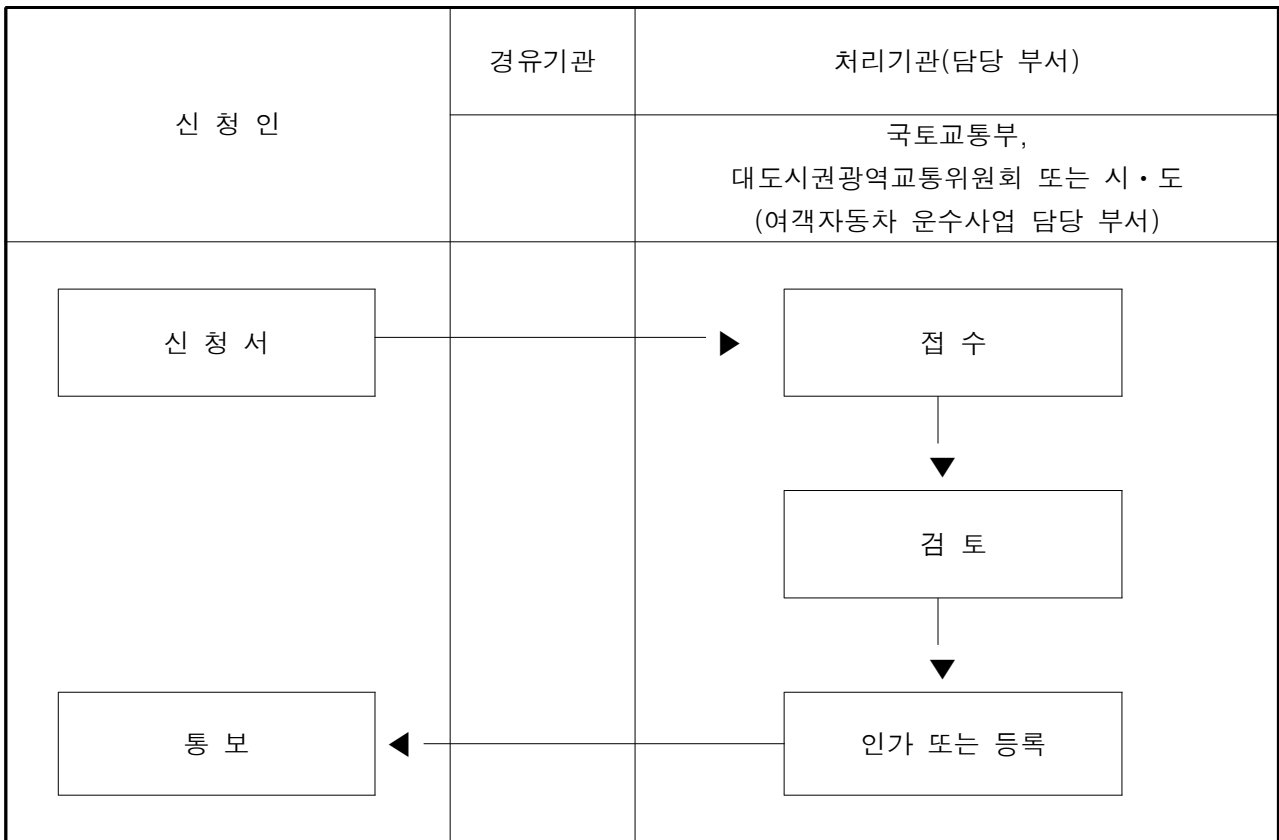 신 청 인
경유기관
처리기관(담당 부서)
국토교통부,
대도시권광역교통위원회 또는 시・도
(여객자동차 운수사업 담당 부서)
신 청 서
접 수
검 토
통 보
인가 또는 등록